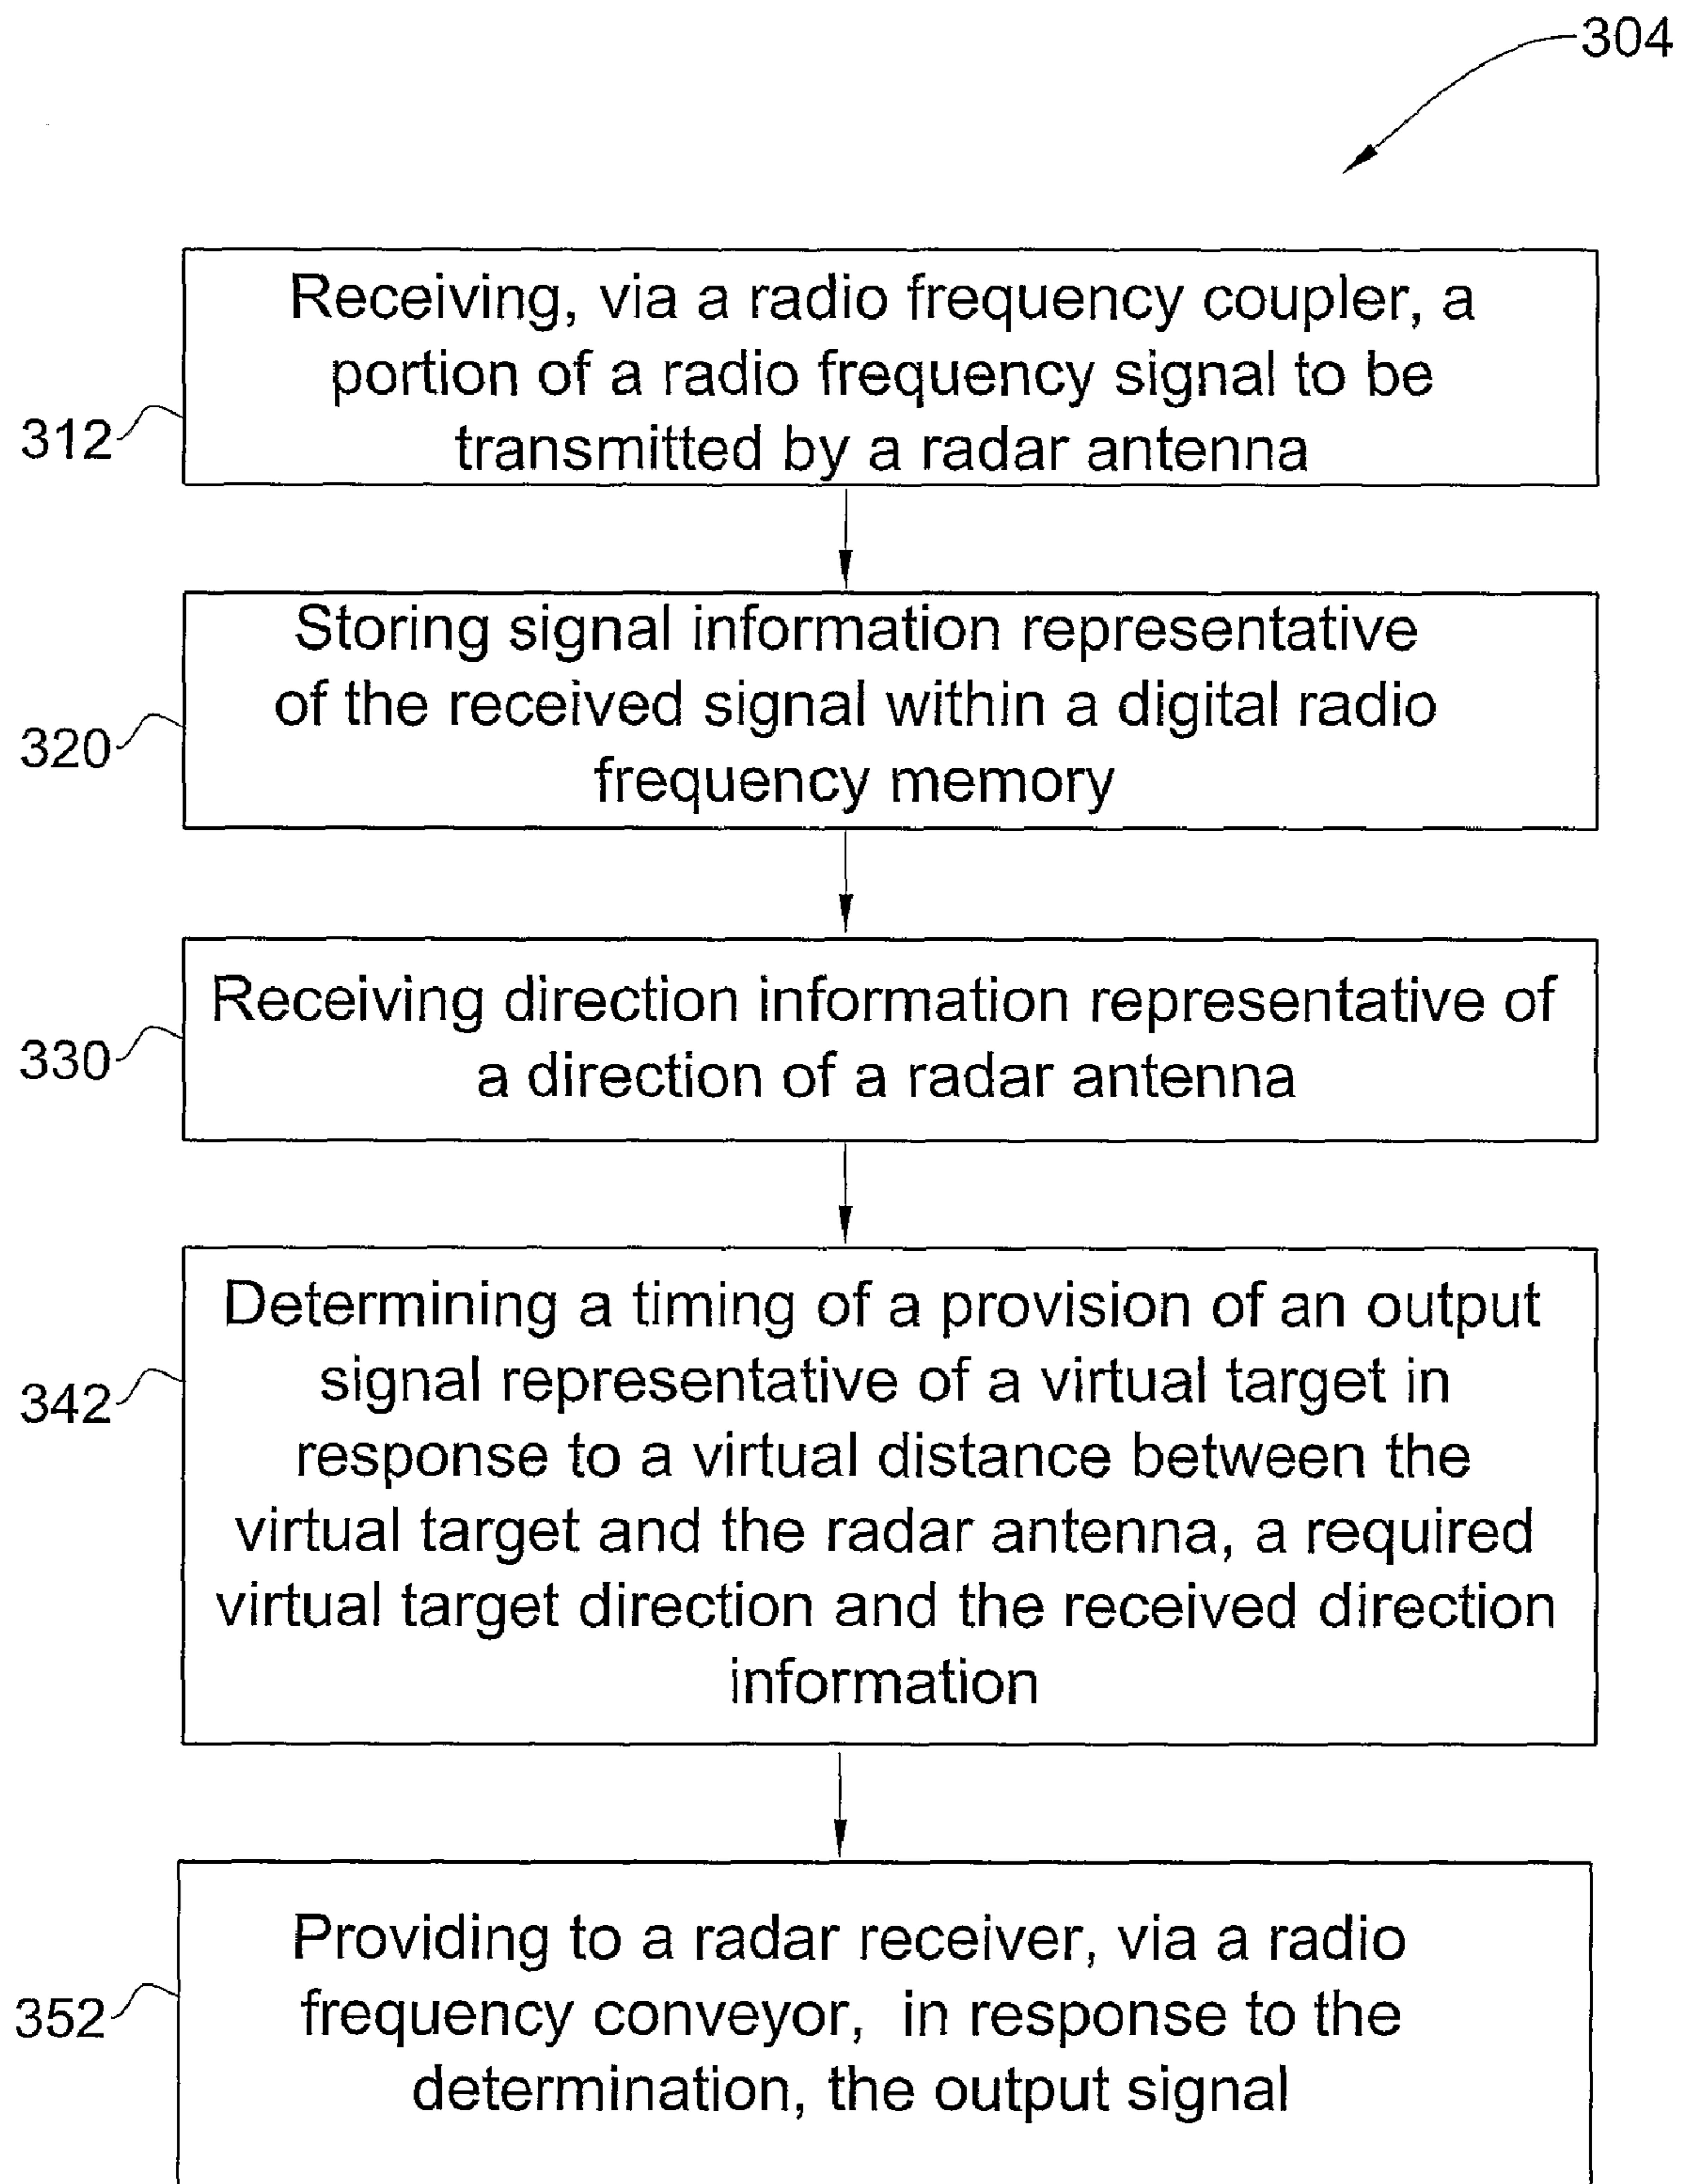 304
Receiving, via a radio frequency coupler, a
portion of a radio frequency signal to be
transmitted by a radar antenna
312
Storing signal information representative
of the received signal within a digital radio
frequency memory
320
Receiving direction information representative of
a direction of a radar antenna
330
Determining a timing of a provision of an output
signal representative of a virtual target in
response to a virtual distance between the
virtual target and the radar antenna, a required
virtual target direction and the received direction
information
342
Providing to a radar receiver, via a radio
frequency conveyor, in response to the
determination, the output signal
352